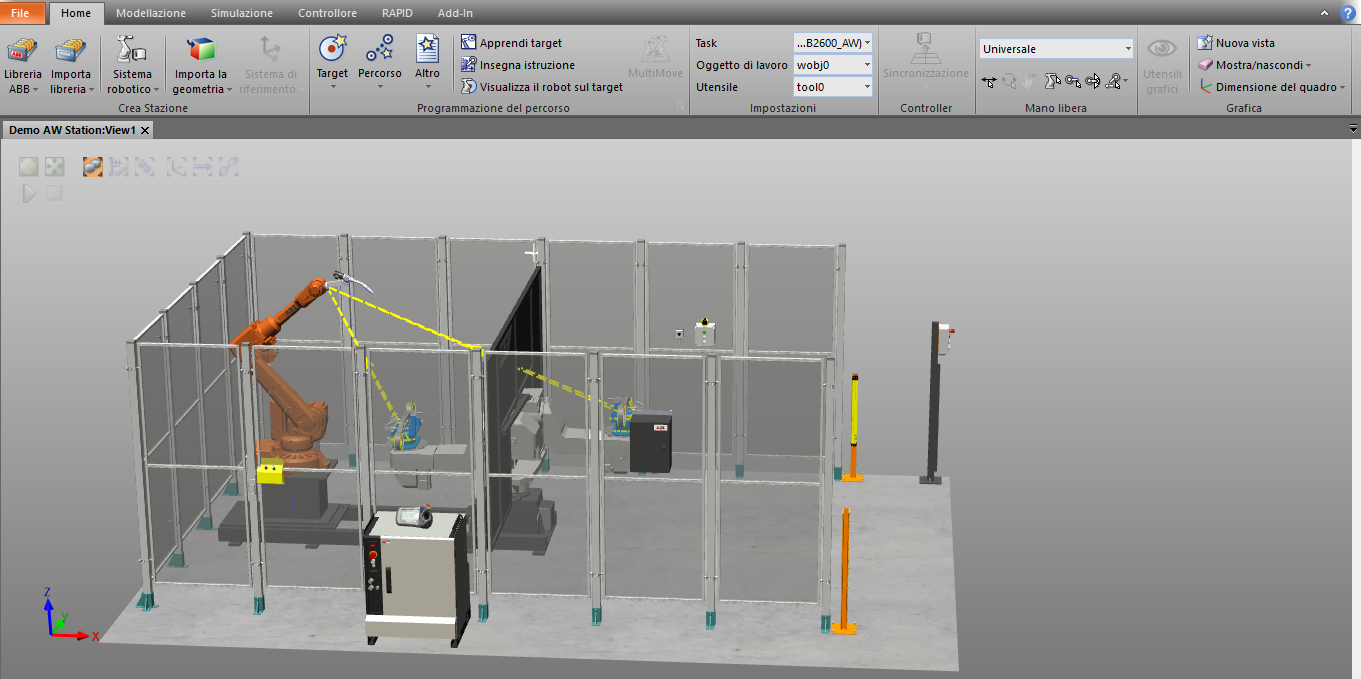 File Home Modellazione Simulazione Controllore RAPID Add-In
Libreria
ABB
Importa
libreria
Sistema
robotico
Importa la
geometria
Sistema di
riferimento
Crea Stazione
Target
Percorso
Altro
Apprendi target
Insegna istruzione
Visualizza il robot sul target
MultiMove
Programmazione del percorso
Task ...B2600_AW)
Oggetto di lavoro wobj0
Utensile tool0
Impostazioni
Sincronizzazione
Controller
Universale
Mano libera
Utensili
grafici
Nuova vista
Mostra/nascondi
Dimensione del quadro
Grafica
Demo AW Station:View1
ABB
Z
Y
X